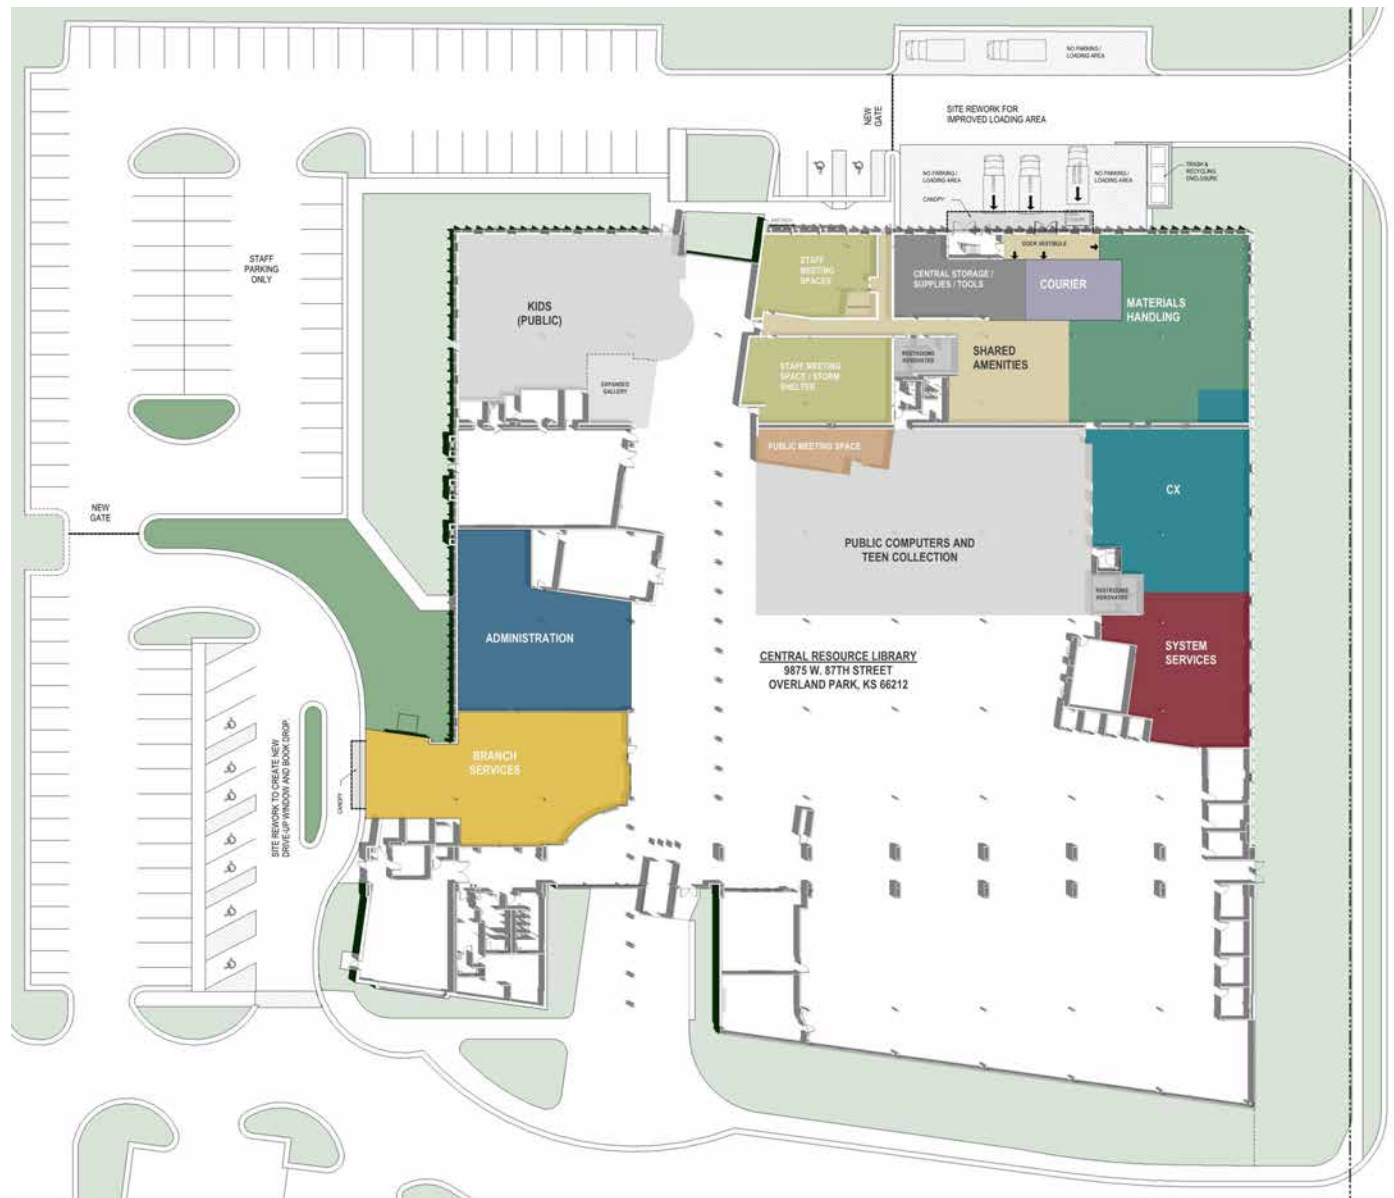 NO PARKING /
LOADING AREA
NEW
GATE
SITE REWORK FOR
IMPROVED LOADING AREA
NO PARKING /
LOADING AREA
CANOPY
NO PARKING /
LOADING AREA
TRASH &
RECYCLING
ENCLOSURE
STAFF
PARKING
ONLY
KIDS
(PUBLIC)
EXPANDED
GALLERY
STAFF
MEETING
SPACES
CENTRAL STORAGE /
SUPPLIES / TOOLS
DOCK VESTIBULE
COURIER
MATERIALS
HANDLING
STAFF MEETING
SPACE / STORM
SHELTER
RESTROOMS
RENOVATED
SHARED
AMENITIES
PUBLIC MEETING SPACE
NEW
GATE
CX
PUBLIC COMPUTERS AND
TEEN COLLECTION
RESTROOMS
RENOVATED
ADMINISTRATION
SYSTEM
SERVICES
CENTRAL RESOURCE LIBRARY
9875 W. 87TH STREET
OVERLAND PARK, KS 66212
BRANCH
SERVICES
SITE REWORK TO CREATE NEW
DRIVE-UP WINDOW AND BOOK DROP.
CANOPY